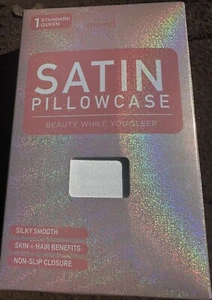 1 STANDARD
QUEEN
SATIN
PILLOWCASE
BEAUTY WHILE YOU SLEEP
SILKY SMOOTH
SKIN + HAIR BENEFITS
NON-SLIP CLOSURE